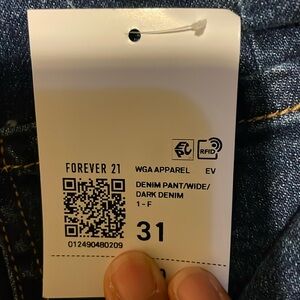 RFID
FOREVER 21
WGA APPAREL EV
DENIM PANT/WIDE/
DARK DENIM
1 - F
31
012490480209